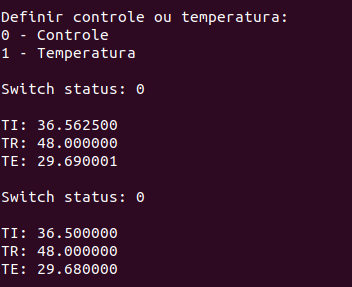 Definir controle ou temperatura:
0 - Controle
1 - Temperatura
Switch status: 0
TI: 36.562500
TR: 48.000000
TE: 29.690001
Switch status: 0
TI: 36.500000
TR: 48.000000
TE: 29.680000